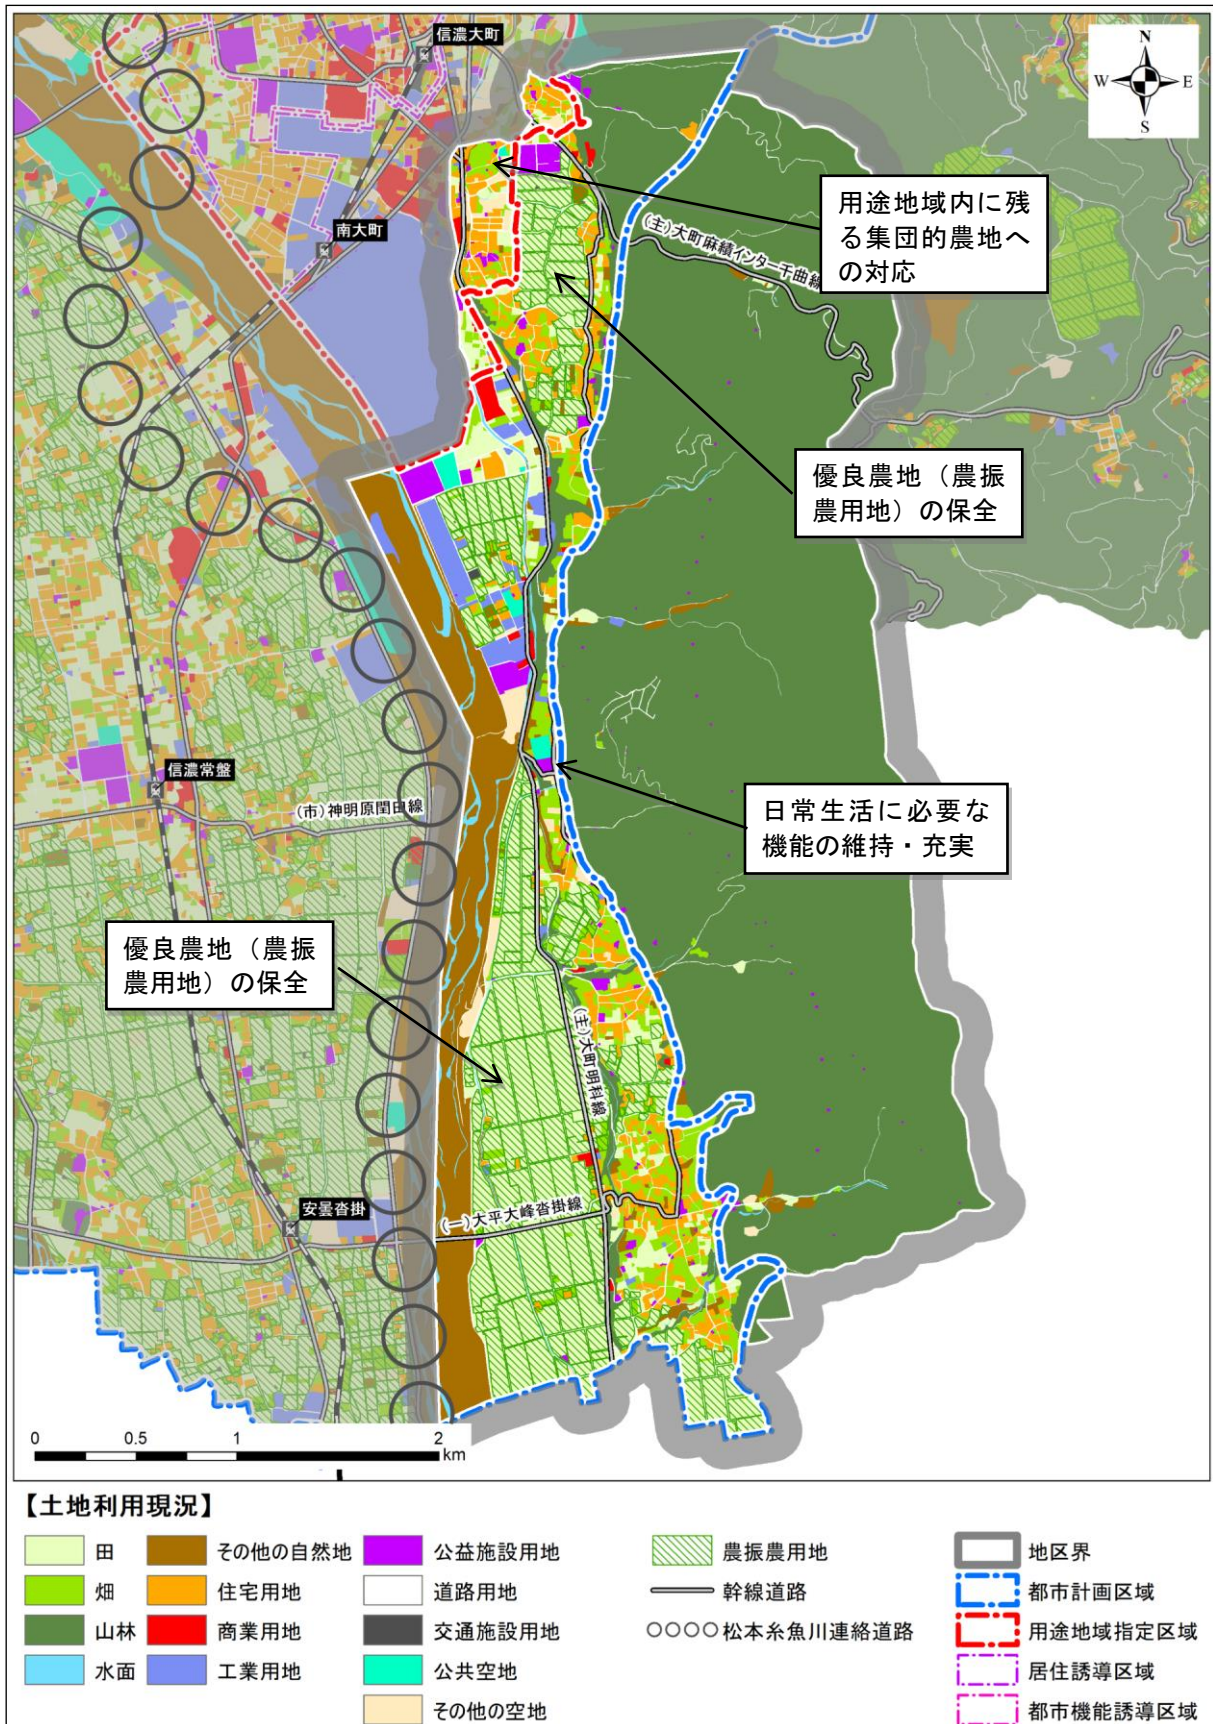 信濃大町
N
W
E
S
用途地域内に残
る集団的農地へ
の対応
南大町
(主)大町麻績インター千曲線
優良農地（農振
農用地）の保全
信濃常盤
(市)神明原閏田線
日常生活に必要な
機能の維持・充実
優良農地（農振
農用地）の保全
(主)大町明科線
安曇沓掛
(一)大平大峰沓掛線
0 0.5 1 2
km
【土地利用現況】
田 その他の自然地 公益施設用地 農振農用地 地区界
畑 住宅用地 道路用地 幹線道路 都市計画区域
山林 商業用地 交通施設用地 松本糸魚川連絡道路 用途地域指定区域
水面 工業用地 公共空地 居住誘導区域
その他の空地 都市機能誘導区域